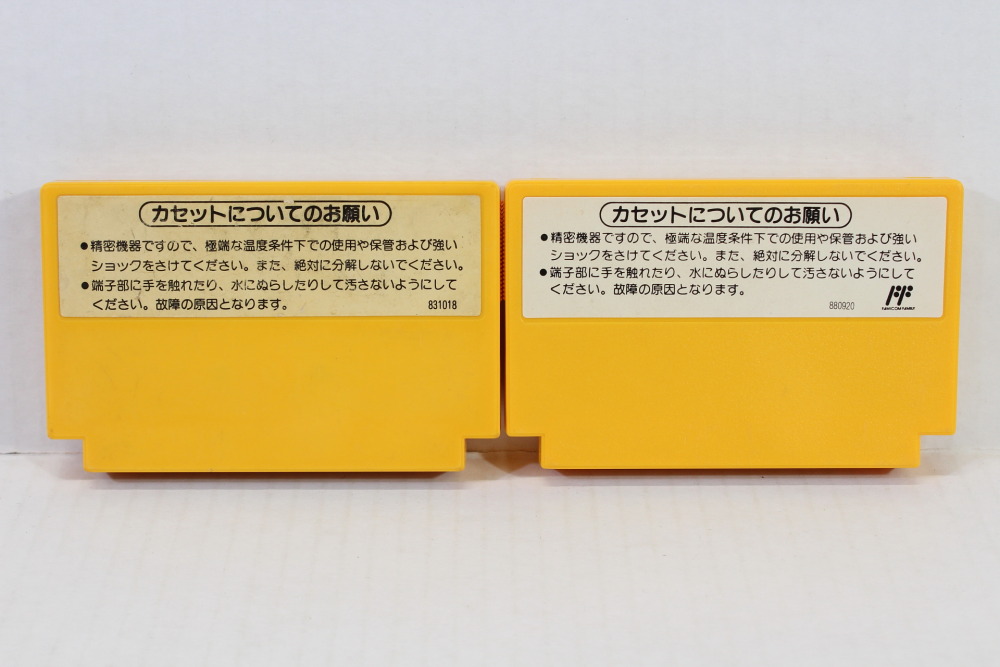 カセットについてのお願い
●精密機器ですので、極端な温度条件下での使用や保管および強い
ショックをさけてください。また、絶対に分解しないでください。
●端子部に手を触れたり、水にぬらしたりして汚さないようにして
ください。故障の原因となります。
831018
カセットについてのお願い
●精密機器ですので、極端な温度条件下での使用や保管および強い
ショックをさけてください。また、絶対に分解しないでください。
●端子部に手を触れたり、水にぬらしたりして汚さないようにして
ください。故障の原因となります。
880920
FF
FAMICOM FAMILY